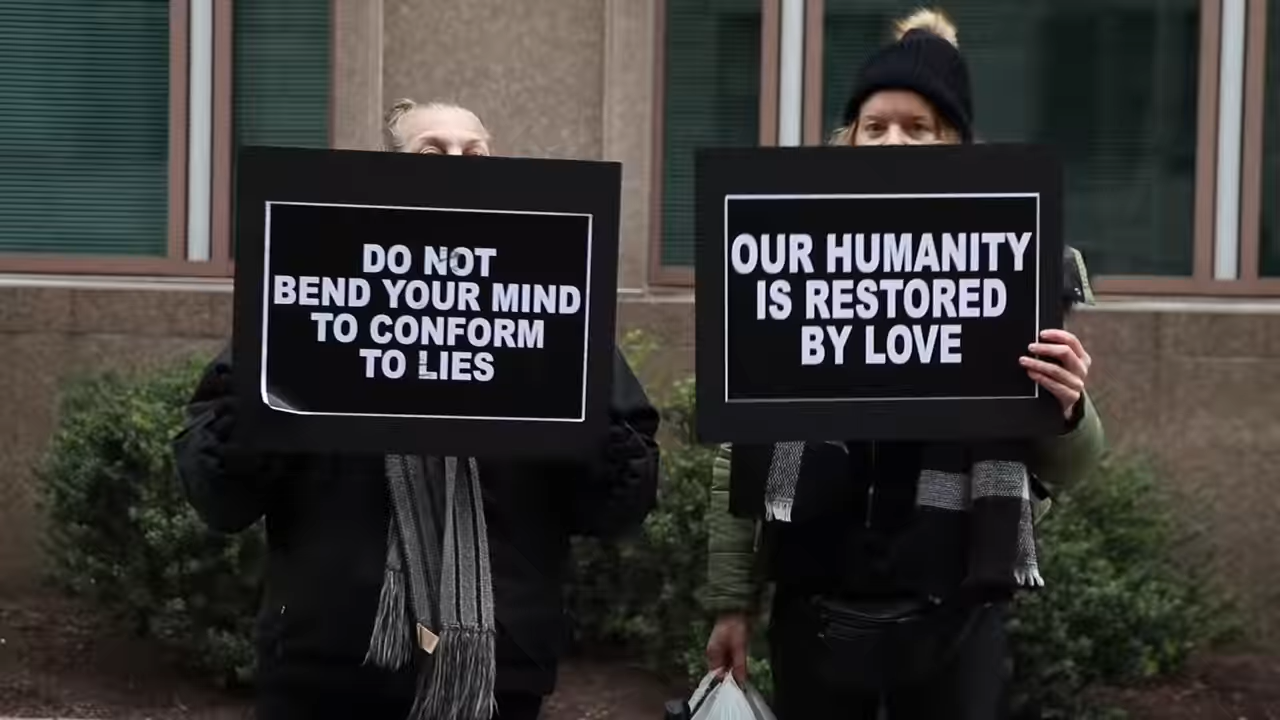 DO NOT
BEND YOUR MIND
TO CONFORM
TO LIES
OUR HUMANITY
IS RESTORED
BY LOVE